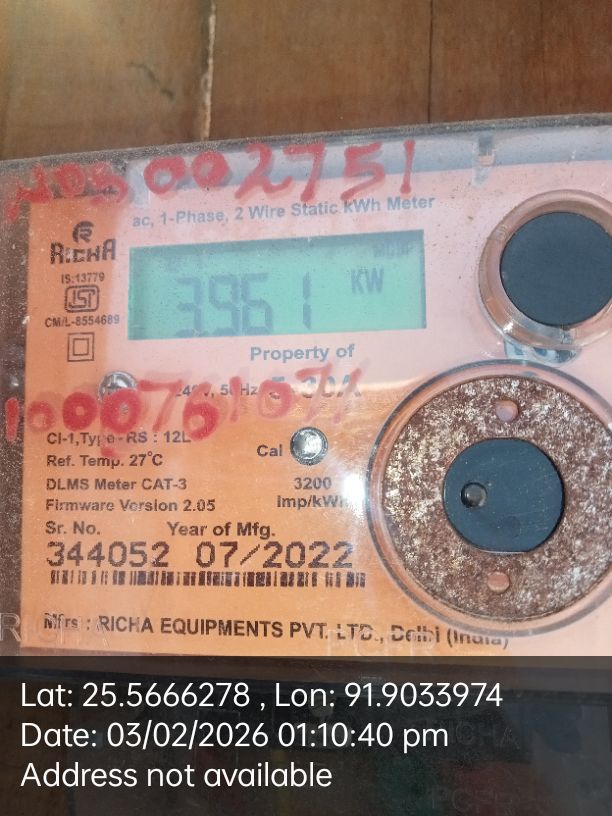 002751
ac, 1-Phase, 2 Wire Static kWh Meter
RICHA
IS:13779
ISI
CM/L-8554689
KW
Property of
Cl-1,Type-RS : 12L
Ref. Temp. 27°C
Cal
3200
imp/kWh
DLMS Meter CAT-3
Firmware Version 2.05
Sr. No. Year of Mfg.
344052 07/2022
Mfrs : RICHA EQUIPMENTS PVT. LTD., Delhi (India)
RICHA
Lat: 25.5666278 , Lon: 91.9033974
Date: 03/02/2026 01:10:40 pm
Address not available